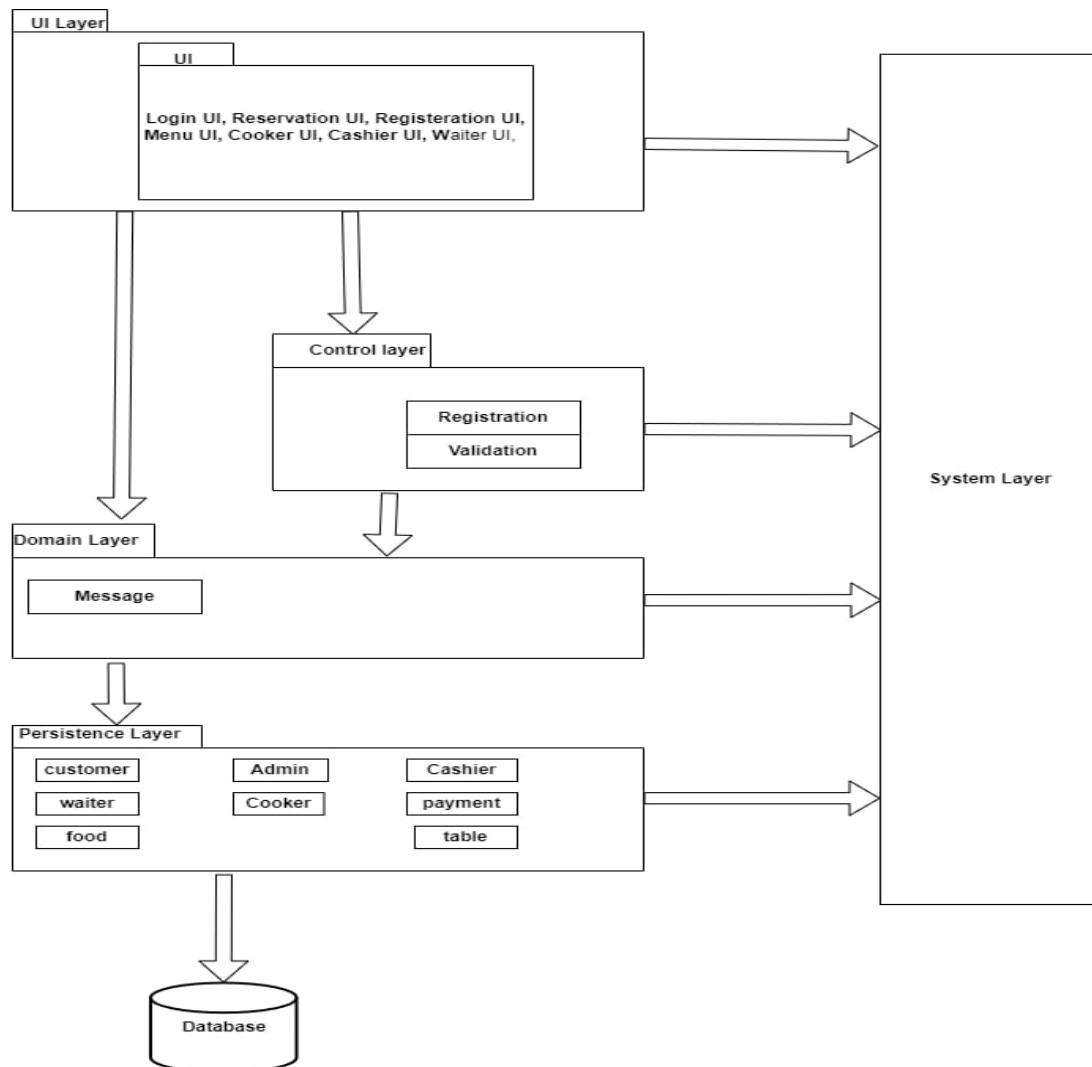 UI Layer
UI
Login UI, Reservation UI, Registeration UI,
Menu UI, Cooker UI, Cashier UI, Waiter UI,
Control layer
Registration
Validation
System Layer
Domain Layer
Message
Persistence Layer
customer
Admin
Cashier
waiter
Cooker
payment
food
table
Database